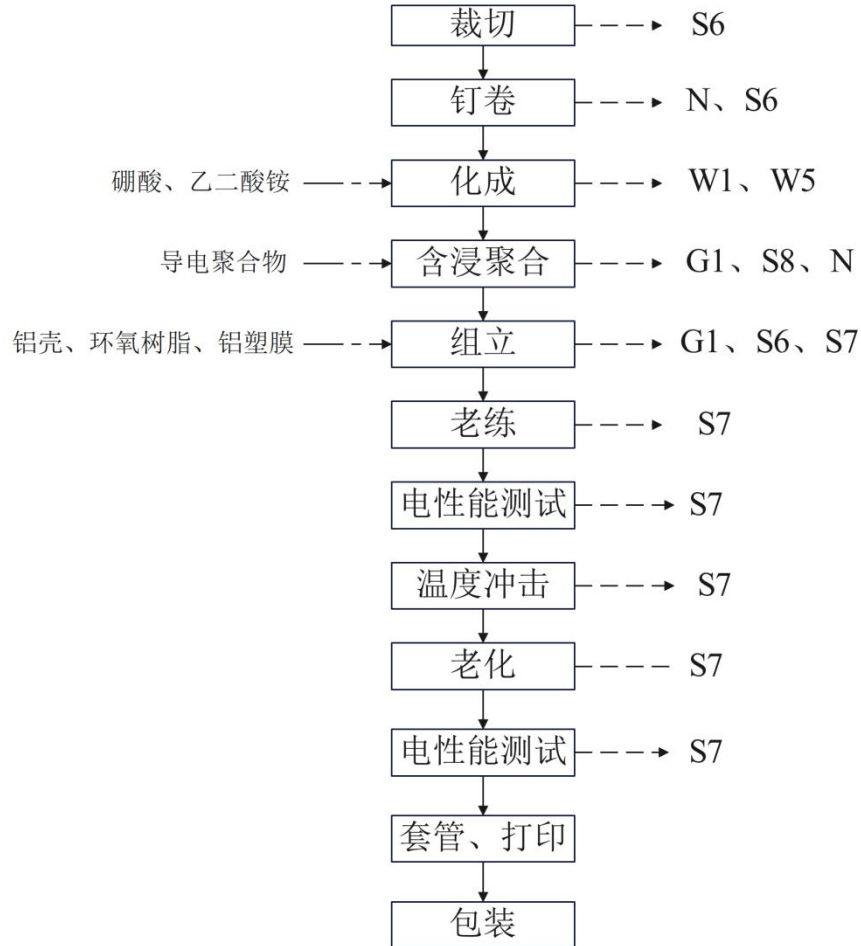 裁切 S6
钉卷 N、S6
硼酸、乙二酸铵 化成 W1、W5
导电聚合物 含浸聚合 G1、S8、N
铝壳、环氧树脂、铝塑膜 组立 G1、S6、S7
老练 S7
电性能测试 S7
温度冲击 S7
老化 S7
电性能测试 S7
套管、打印
包装